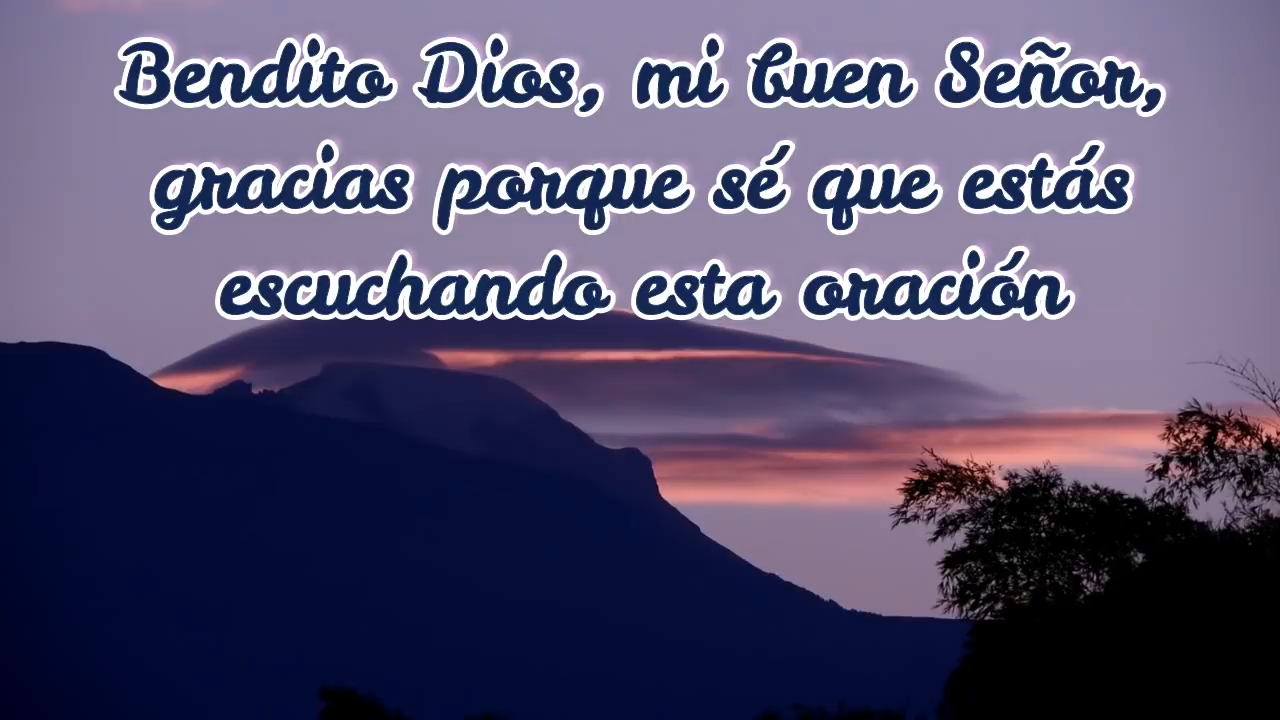 Bendito Dios, mi buen Señor,
gracias porque sé que estás
escuchando esta oración